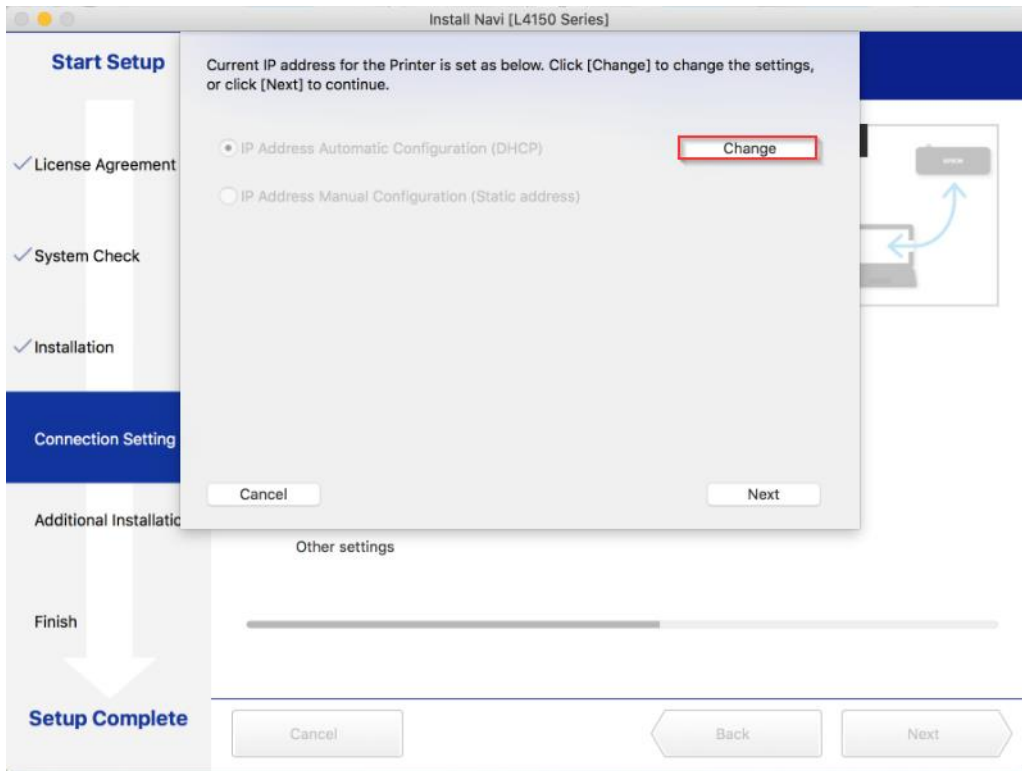 Install Navi [L4150 Series]
Start Setup
Current IP address for the Printer is set as below. Click [Change] to change the settings,
or click [Next] to continue.
IP Address Automatic Configuration (DHCP)
Change
IP Address Manual Configuration (Static address)
License Agreement
System Check
Installation
Connection Setting
Cancel
Next
Additional Installatio
Other settings
Finish
Setup Complete
Cancel
Back
Next